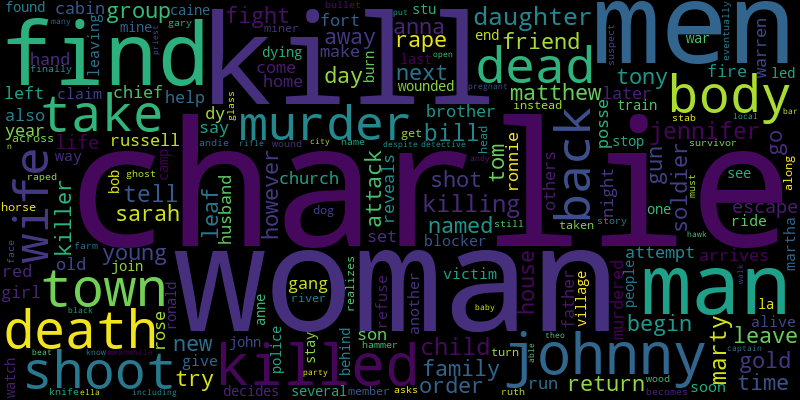 found cabin group caine fight stu anna fort away rape daughter friend men
find kill dead
many gary leaving mine hand put bullet miner make dying day burn last next end wounded matthew tony suspect war fire led warren eventually
priest finally
left claim chief help take
also year russell
murder bill brother
instead later train body
across life dy say glass get head tom ronnie posse stop stab local bar
charlie
way camp andie rifle wound name city despite detective andy
wife killer raped bob ghost tell sarah leaf husband however church dog attack reveals set shot killing named blocker still others night taken story back gun soldier jennifer one must see ride go survivor along escape hawk martha
horse face farm young old join
woman
red girl town rose ronald anne gang river realizes refuse another victim baby house father village murdered people attempt begin arrives man la alive walk
black
death new give john police stay behind son hammer child family order turn able theo johnny marty captain leave gold time
watch beat know shoot knife ella including try killed decides several party member asks ruth run wood return becomes soon